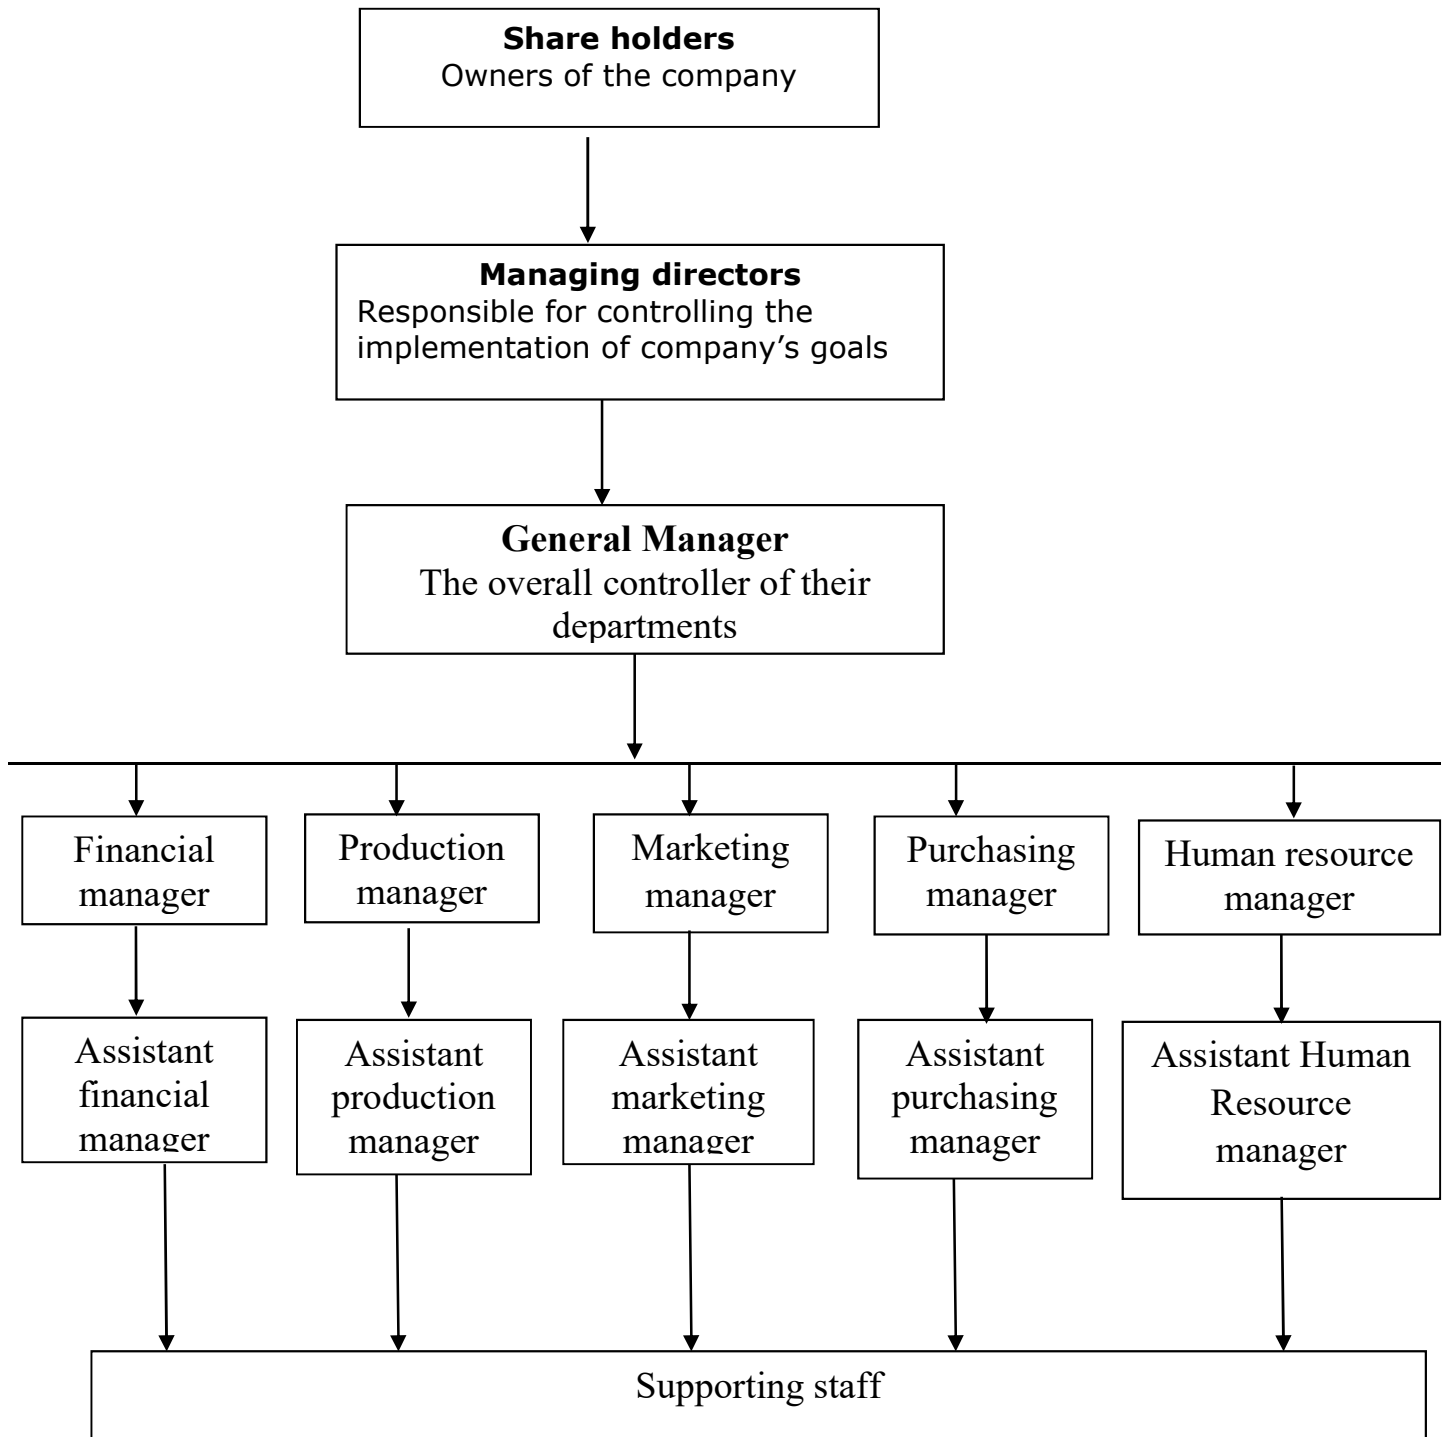 Share holders
Owners of the company
Managing directors
Responsible for controlling the
implementation of company’s goals
General Manager
The overall controller of their
departments
Financial
manager
Production
manager
Marketing
manager
Purchasing
manager
Human resource
manager
Assistant
financial
manager
Assistant
production
manager
Assistant
marketing
manager
Assistant
purchasing
manager
Assistant Human
Resource
manager
Supporting staff